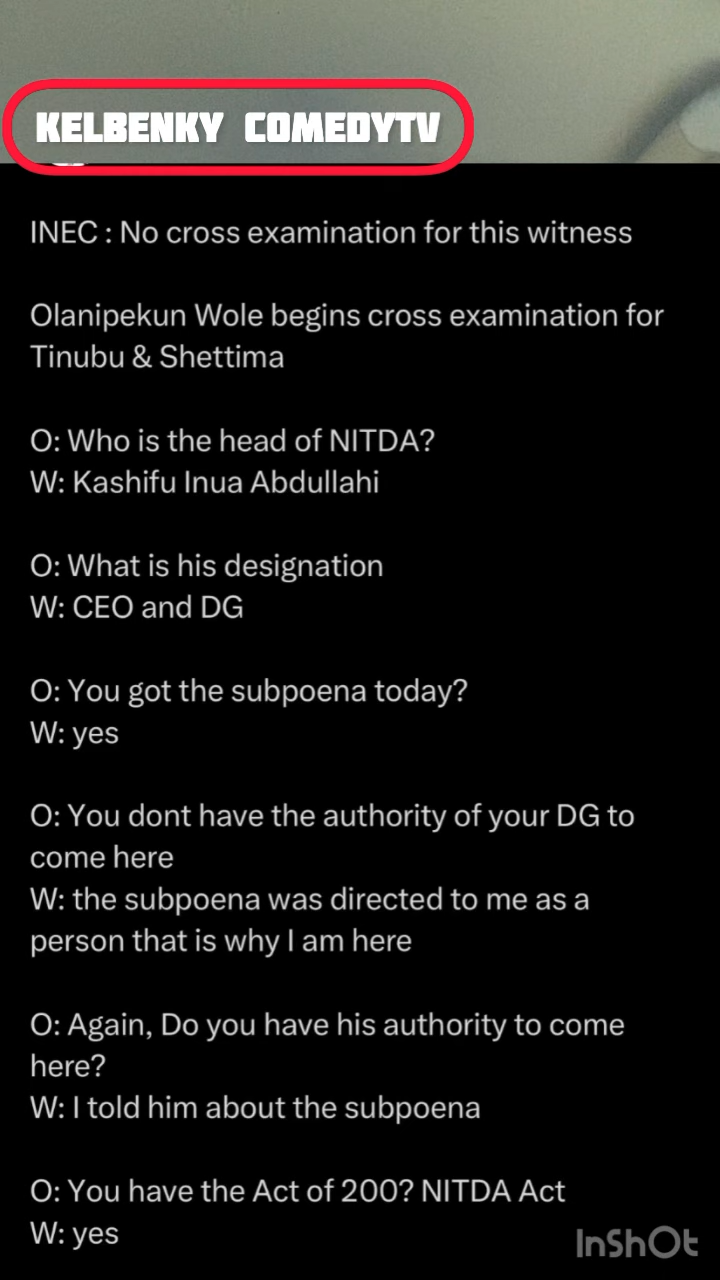 KELBENKY COMEDYTV
INEC : No cross examination for this witness
Olanipekun Wole begins cross examination for
Tinubu & Shettima
O: Who is the head of NITDA?
W: Kashifu Inua Abdullahi
O: What is his designation
W: CEO and DG
O: You got the subpoena today?
W: yes
O: You dont have the authority of your DG to
come here
W: the subpoena was directed to me as a
person that is why I am here
O: Again, Do you have his authority to come
here?
W: I told him about the subpoena
O: You have the Act of 200? NITDA Act
W: yes
InShOt